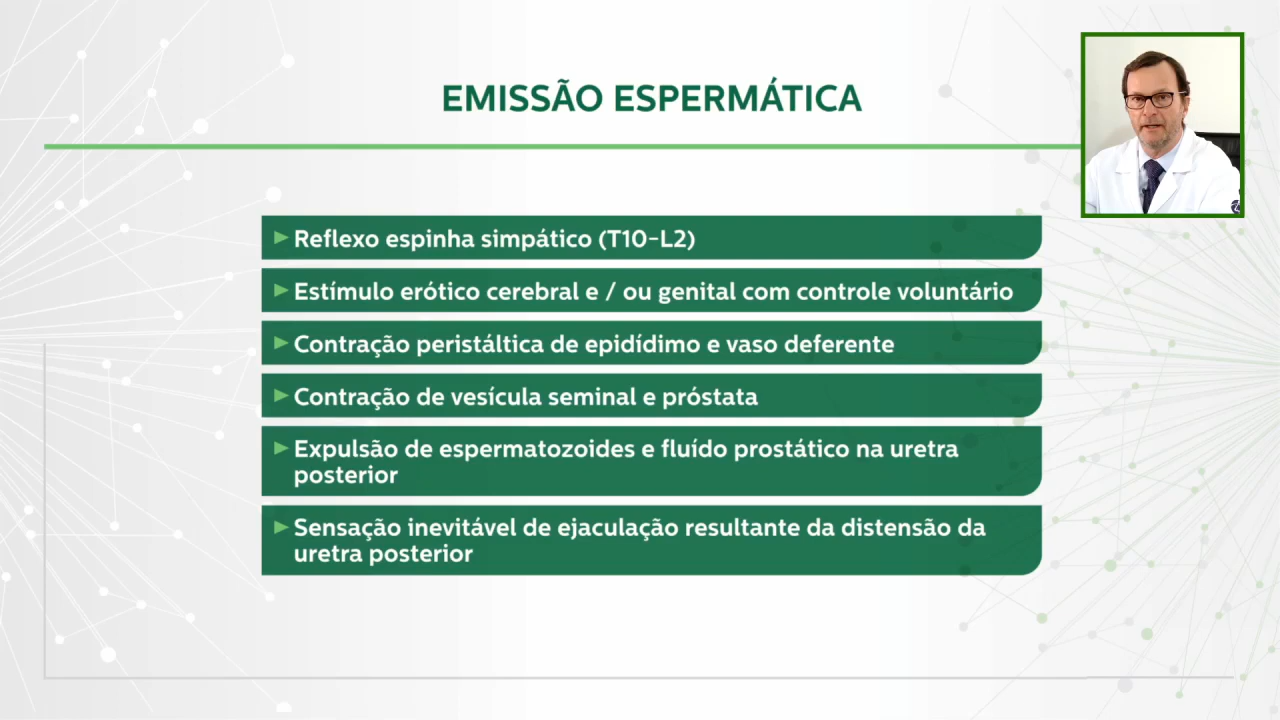 EMISSÃO ESPERMÁTICA
Reflexo espinha simpático (T10-L2)
Estímulo erótico cerebral e / ou genital com controle voluntário
Contração peristáltica de epidídimo e vaso deferente
Contração de vesícula seminal e próstata
Expulsão de espermatozoides e fluído prostático na uretra
posterior
Sensação inevitável de ejaculação resultante da distensão da
uretra posterior